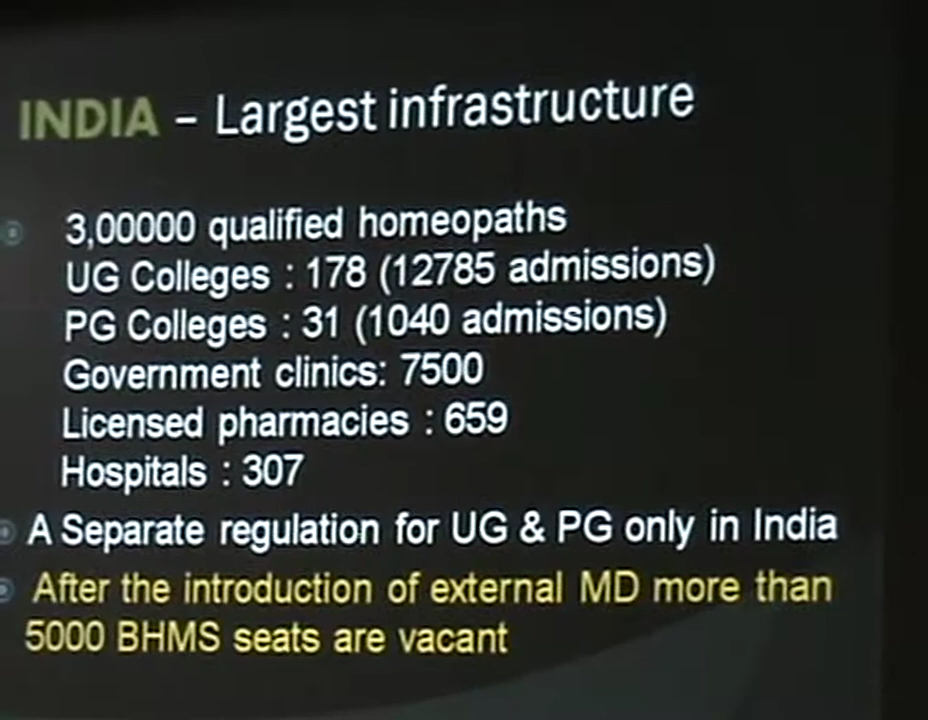 INDIA – Largest infrastructure
3,00000 qualified homeopaths
UG Colleges : 178 (12785 admissions)
PG Colleges : 31 (1040 admissions)
Government clinics: 7500
Licensed pharmacies : 659
Hospitals : 307
A Separate regulation for UG & PG only in India
After the introduction of external MD more than
5000 BHMS seats are vacant